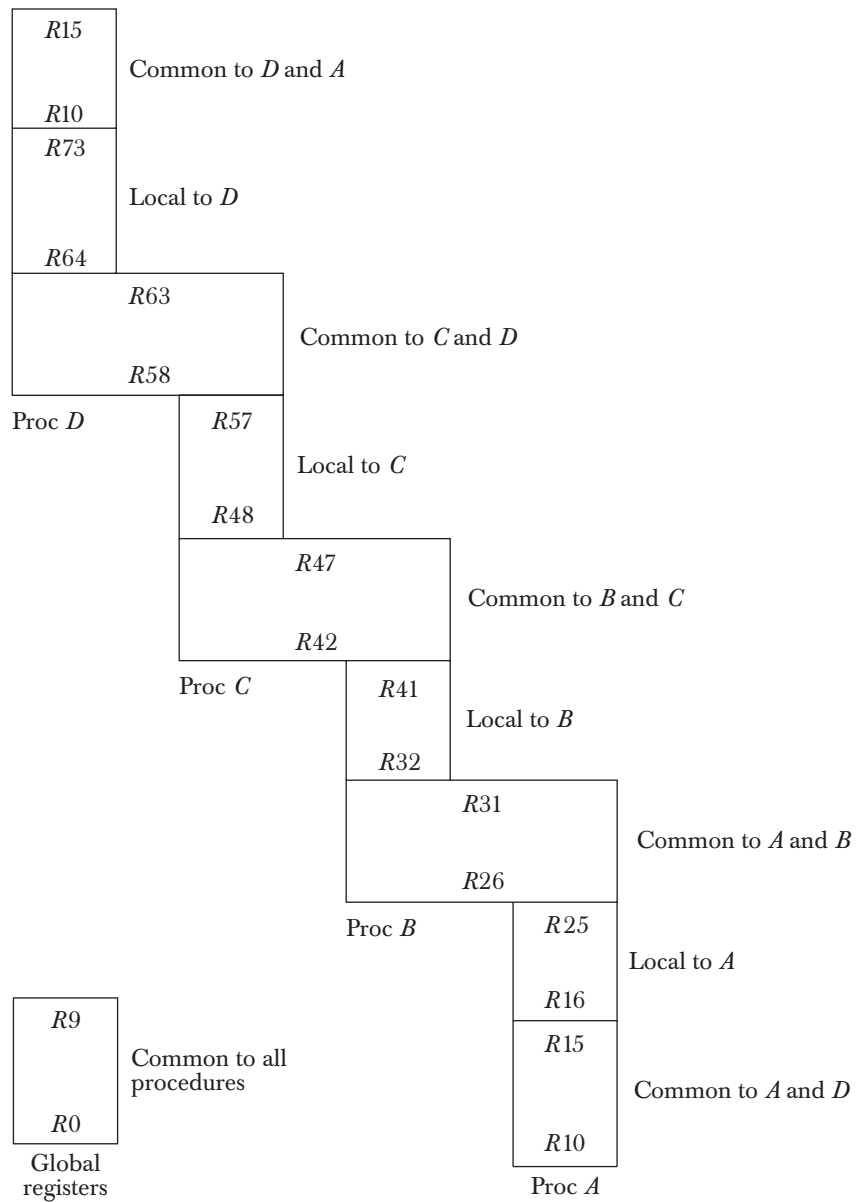 R15
Common to D and A
R10
R73
Local to D
R64
R63
Common to C and D
R58
Proc D
R57
Local to C
R48
R47
Common to B and C
R42
Proc C
R41
Local to B
R32
R31
Common to A and B
R26
Proc B
R25
Local to A
R16
R9
Common to all
procedures
R0
Global
registers
R15
Common to A and D
R10
Proc A